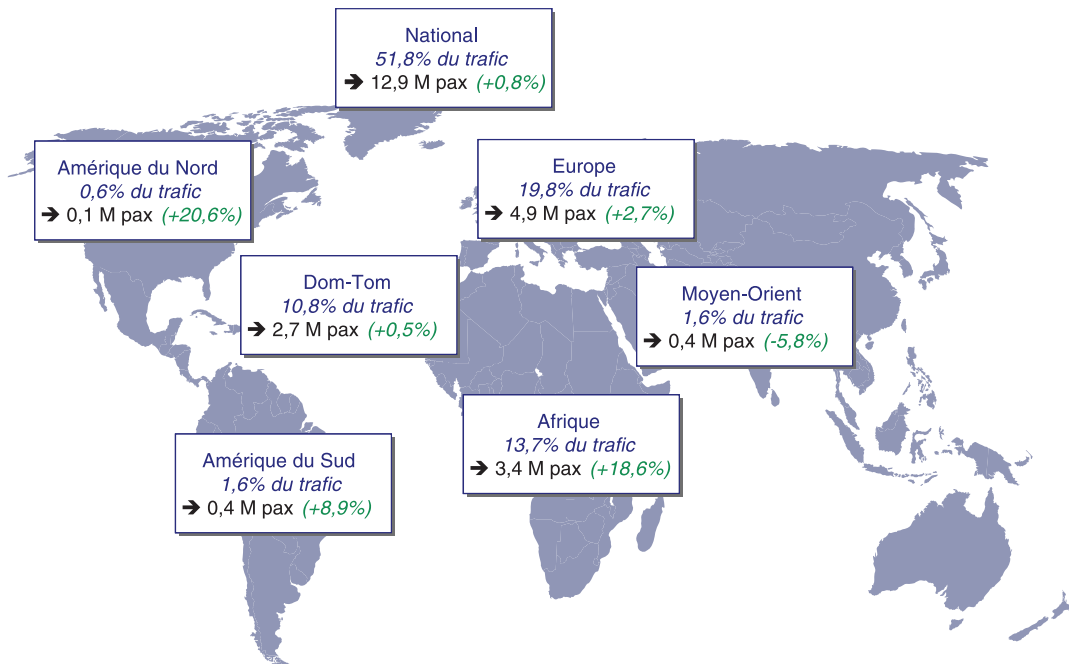 National
51,8% du trafic
➔ 12,9 M pax (+0,8%)
Amérique du Nord
0,6% du trafic
➔ 0,1 M pax (+20,6%)
Europe
19,8% du trafic
➔ 4,9 M pax (+2,7%)
Dom-Tom
10,8% du trafic
➔ 2,7 M pax (+0,5%)
Moyen-Orient
1,6% du trafic
➔ 0,4 M pax (-5,8%)
Afrique
13,7% du trafic
➔ 3,4 M pax (+18,6%)
Amérique du Sud
1,6% du trafic
➔ 0,4 M pax (+8,9%)